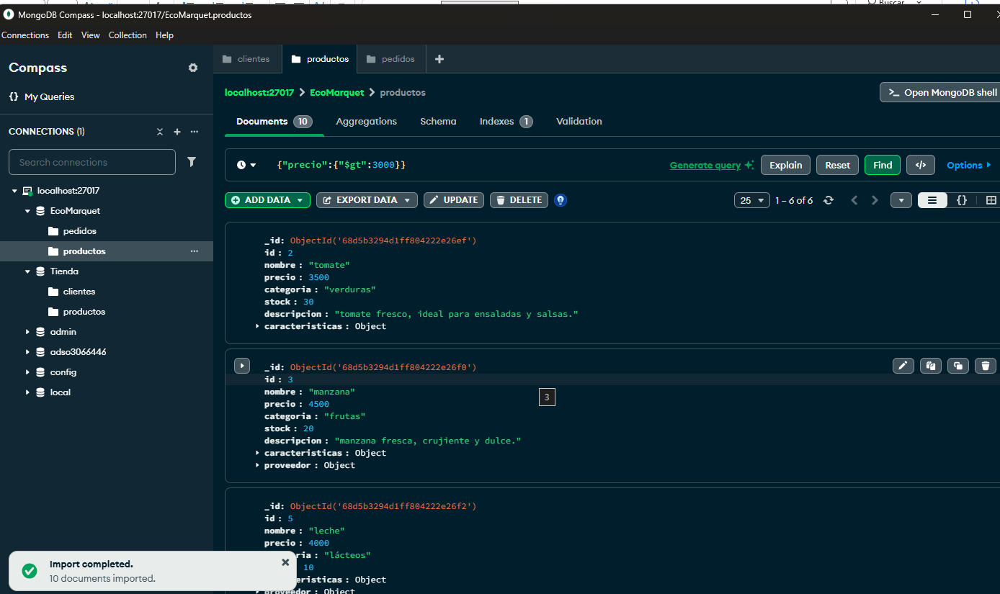 Buscar
MongoDB Compass - localhost:27017/EcoMarquet.productos
Connections Edit View Collection Help
Compass
{} My Queries
CONNECTIONS (1)
Search connections
localhost:27017
EcoMarquet
pedidos
productos
Tienda
clientes
productos
admin
adso3066446
config
local
clientes productos pedidos
localhost:27017 > EcoMarquet > productos
>_ Open MongoDB shell
Documents 10 Aggregations Schema Indexes 1 Validation
{"precio":{"$gt":3000}}
Generate query Explain Reset Find </> Options
ADD DATA EXPORT DATA UPDATE DELETE
25 1 – 6 of 6 {}
_id: ObjectId('68d5b3294d1ff804222e26ef')
id : 2
nombre : "tomate"
precio : 3500
categoria : "verduras"
stock : 30
descripcion : "tomate fresco, ideal para ensaladas y salsas."
caracteristicas : Object
_id: ObjectId('68d5b3294d1ff804222e26f0')
id : 3
nombre : "manzana"
3
precio : 4500
categoria : "frutas"
stock : 20
descripcion : "manzana fresca, crujiente y dulce."
caracteristicas : Object
proveedor : Object
_id: ObjectId('68d5b3294d1ff804222e26f2')
id : 5
nombre : "leche"
precio : 4000
ria : "lácteos"
10
eristicas : Object
proveedor : Object
Import completed.
10 documents imported.